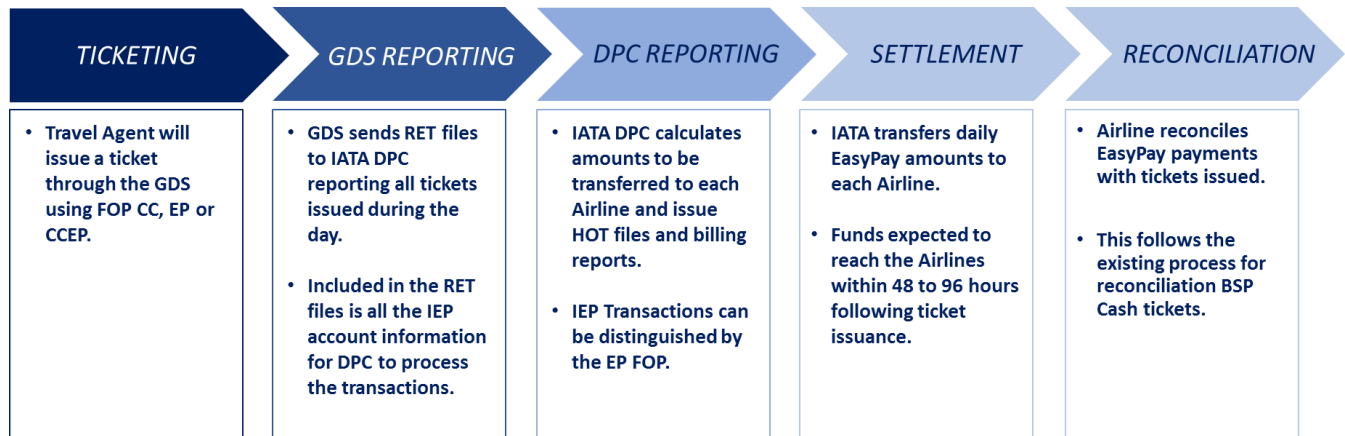 TICKETING
• Travel Agent will
issue a ticket
through the GDS
using FOP CC, EP or
CCEP.
GDS REPORTING
• GDS sends RET files
to IATA DPC
reporting all tickets
issued during the
day.
• Included in the RET
files is all the IEP
account information
for DPC to process
the transactions.
DPC REPORTING
• IATA DPC calculates
amounts to be
transferred to each
Airline and issue
HOT files and billing
reports.
• IEP Transactions can
be distinguished by
the EP FOP.
SETTLEMENT
• IATA transfers daily
EasyPay amounts to
each Airline.
• Funds expected to
reach the Airlines
within 48 to 96 hours
following ticket
issuance.
RECONCILIATION
• Airline reconciles
EasyPay payments
with tickets issued.
• This follows the
existing process for
reconciliation BSP
Cash tickets.